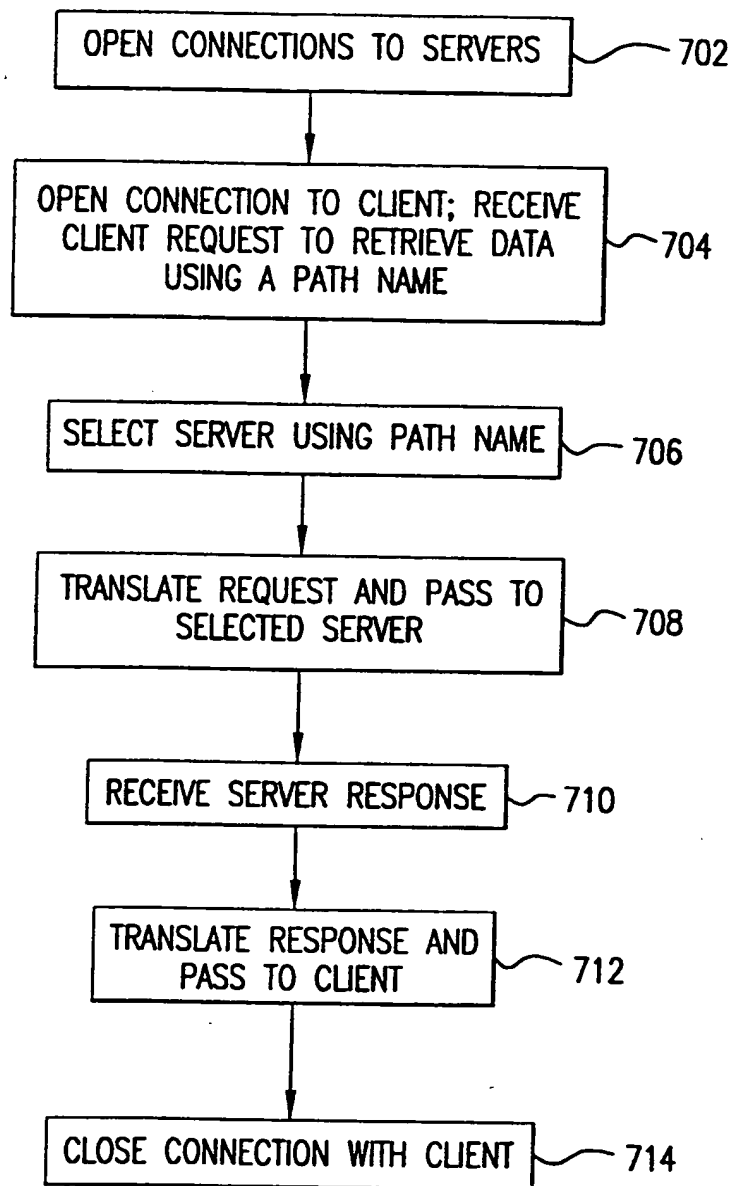 OPEN CONNECTIONS TO SERVERS
702
OPEN CONNECTION TO CLIENT; RECEIVE
CLIENT REQUEST TO RETRIEVE DATA
USING A PATH NAME
704
SELECT SERVER USING PATH NAME
706
TRANSLATE REQUEST AND PASS TO
SELECTED SERVER
708
RECEIVE SERVER RESPONSE
710
TRANSLATE RESPONSE AND
PASS TO CLIENT
712
CLOSE CONNECTION WITH CLIENT
714